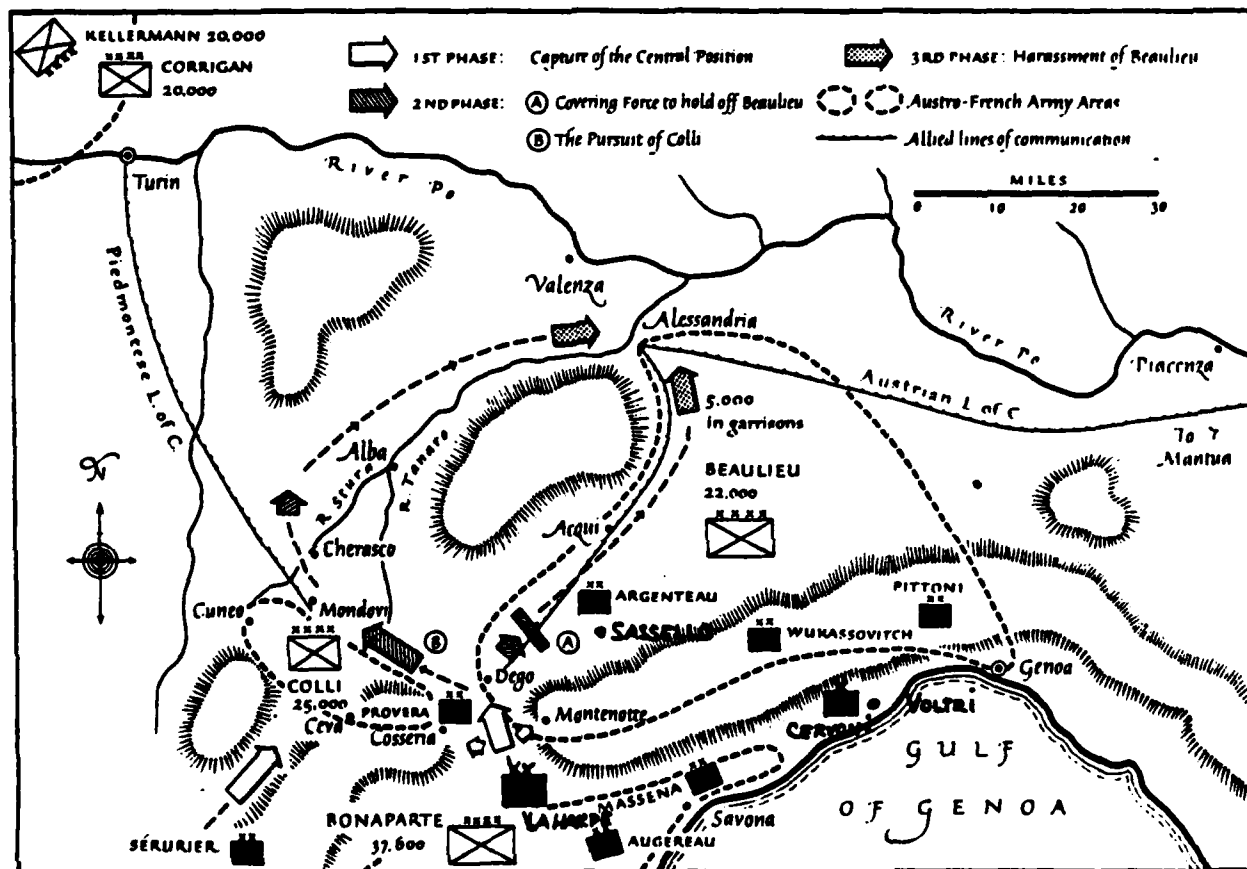 KELLERMANN 20,000
CORRIGAN
20,000
1ST PHASE: Capture of the Central Position
2ND PHASE: A Covering Force to hold off Beaulieu
B The Pursuit of Colli
3RD PHASE: Harassment of Beaulieu
Austro-French Army Areas
Allied lines of communication
MILES
0 10 20 30
Turin
River Po
Valenza
Alessandria
River Po
Piacenza
Piedmontese L. of C.
Austrian L of C
To
Mantua
5.000
in garrisons
BEAULIEU
22.000
N
Alba
R. Stura
R. Tanaro
Acqui
Cherasco
Cuneo
Mondovi
ARGENTEAU
SASSELLO
PITTONI
WUKASSOVITCH
B
A
Genoa
COLLI
25,000
Dego
PROVERA
Ceva
Cosseria
Montenotte
CERVONI
VOLTRI
GULF
OF GENOA
MASSENA
Savona
LAHARPE
BONAPARTE
37.600
AUGEREAU
SÉRURIER